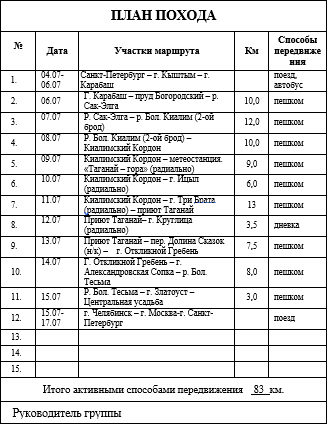 ПЛАН ПОХОДА
№ Дата Участки маршрута Км Способы передвижения
1. 04.07-06.07 Санкт-Петербург – г. Кыштым – г. Карабаш поезд, автобус
2. 06.07 Г. Карабаш – пруд Богородский – р. Сак-Элга 10,0 пешком
3. 07.07 Р. Сак-Элга – р. Бол. Киалим (2-ой брод) 12,0 пешком
4. 08.07 Р. Бол. Киалим (2-ой брод) – Киалимский Кордон 10,0 пешком
5. 09.07 Киалимский Кордон – метеостанция. «Таганай – гора» (радиально) 9,0 пешком
6. 10.07 Киалимский Кордон – г. Ицыл (радиально) 6,0 пешком
7. 11.07 Киалимский Кордон – г. Три Брата (радиально) – приют Таганай 13 пешком
8. 12.07 Приют Таганай– г. Круглица (радиально) 3,5 дневка
9. 13.07 Приют Таганай – пер. Долина Сказок (н/к) – г. Откликной Гребень 7,5 пешком
10. 14.07 Г. Откликной Гребень – г. Александровская Сопка – р. Бол. Тесьма 8,0 пешком
11. 15.07 Р. Бол. Тесьма – г. Златоуст – Центральная усадьба 3,0 пешком
12. 15.07-17.07 г. Челябинск – г. Москва-г. Санкт-Петербург поезд
13.
14.
15.
Итого активными способами передвижения 83 км.
Руководитель группы